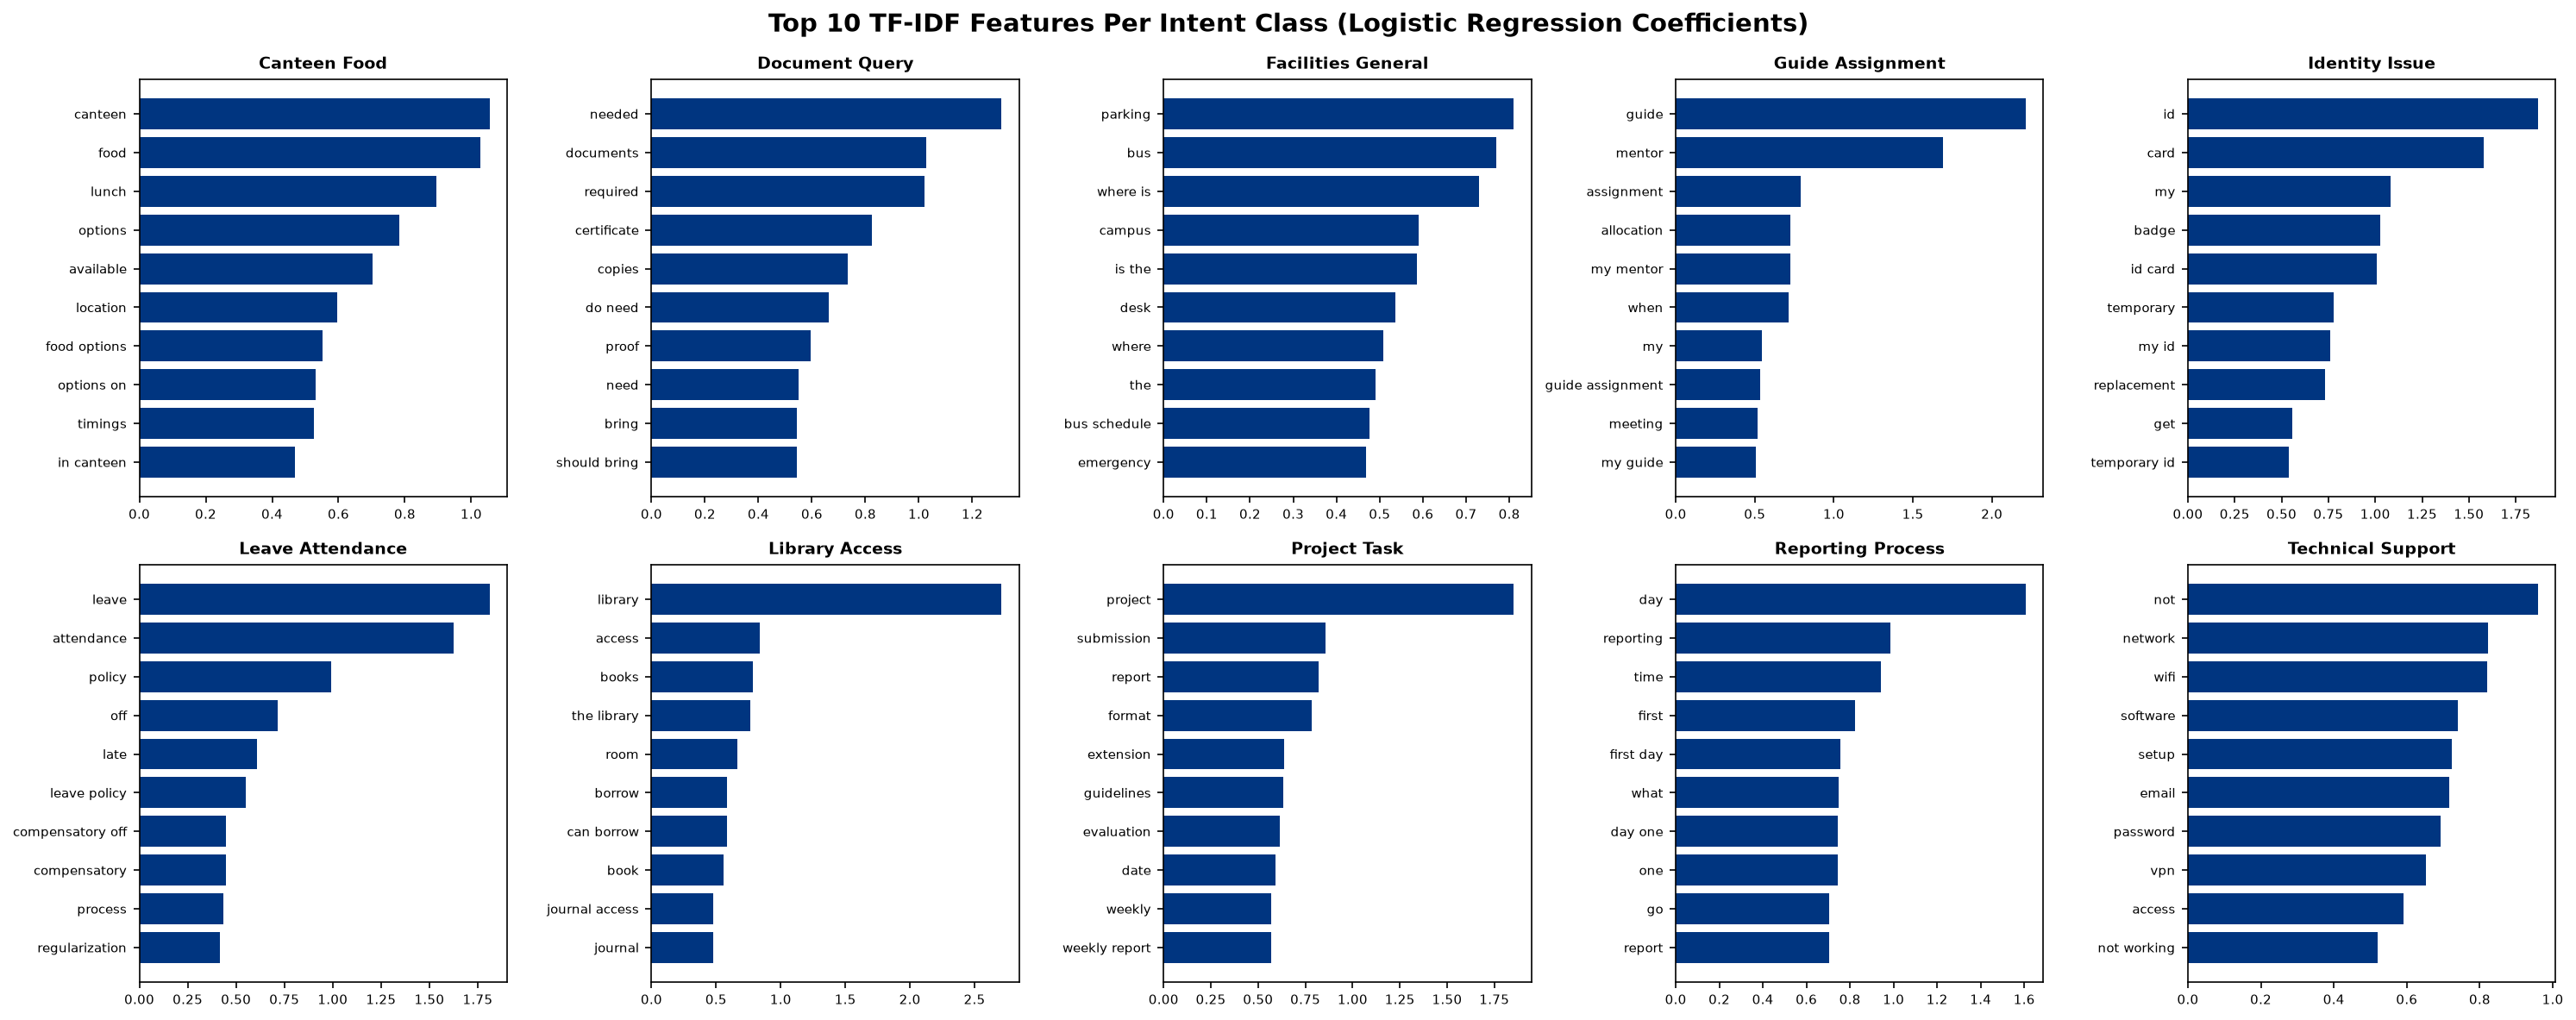 Top 10 TF-IDF Features Per Intent Class (Logistic Regression Coefficients)
Canteen Food
canteen
food
lunch
options
available
location
food options
options on
timings
in canteen
0.0 0.2 0.4 0.6 0.8 1.0
Document Query
needed
documents
required
certificate
copies
do need
proof
need
bring
should bring
0.0 0.2 0.4 0.6 0.8 1.0 1.2
Facilities General
parking
bus
where is
campus
is the
desk
where
the
bus schedule
emergency
0.0 0.1 0.2 0.3 0.4 0.5 0.6 0.7 0.8
Guide Assignment
guide
mentor
assignment
allocation
my mentor
when
my
guide assignment
meeting
my guide
0.0 0.5 1.0 1.5 2.0
Identity Issue
id
card
my
badge
id card
temporary
my id
replacement
get
temporary id
0.00 0.25 0.50 0.75 1.00 1.25 1.50 1.75
Leave Attendance
leave
attendance
policy
off
late
leave policy
compensatory off
compensatory
process
regularization
0.00 0.25 0.50 0.75 1.00 1.25 1.50 1.75
Library Access
library
access
books
the library
room
borrow
can borrow
book
journal access
journal
0.0 0.5 1.0 1.5 2.0 2.5
Project Task
project
submission
report
format
extension
guidelines
evaluation
date
weekly
weekly report
0.00 0.25 0.50 0.75 1.00 1.25 1.50 1.75
Reporting Process
day
reporting
time
first
first day
what
day one
one
go
report
0.0 0.2 0.4 0.6 0.8 1.0 1.2 1.4 1.6
Technical Support
not
network
wifi
software
setup
email
password
vpn
access
not working
0.0 0.2 0.4 0.6 0.8 1.0